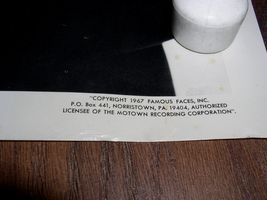 "COPYRIGHT 1967 FAMOUS FACES, INC.
P.O. Box 441, NORRISTOWN, PA. 19404, AUTHORIZED
LICENSEE OF THE MOTOWN RECORDING CORPORATION".